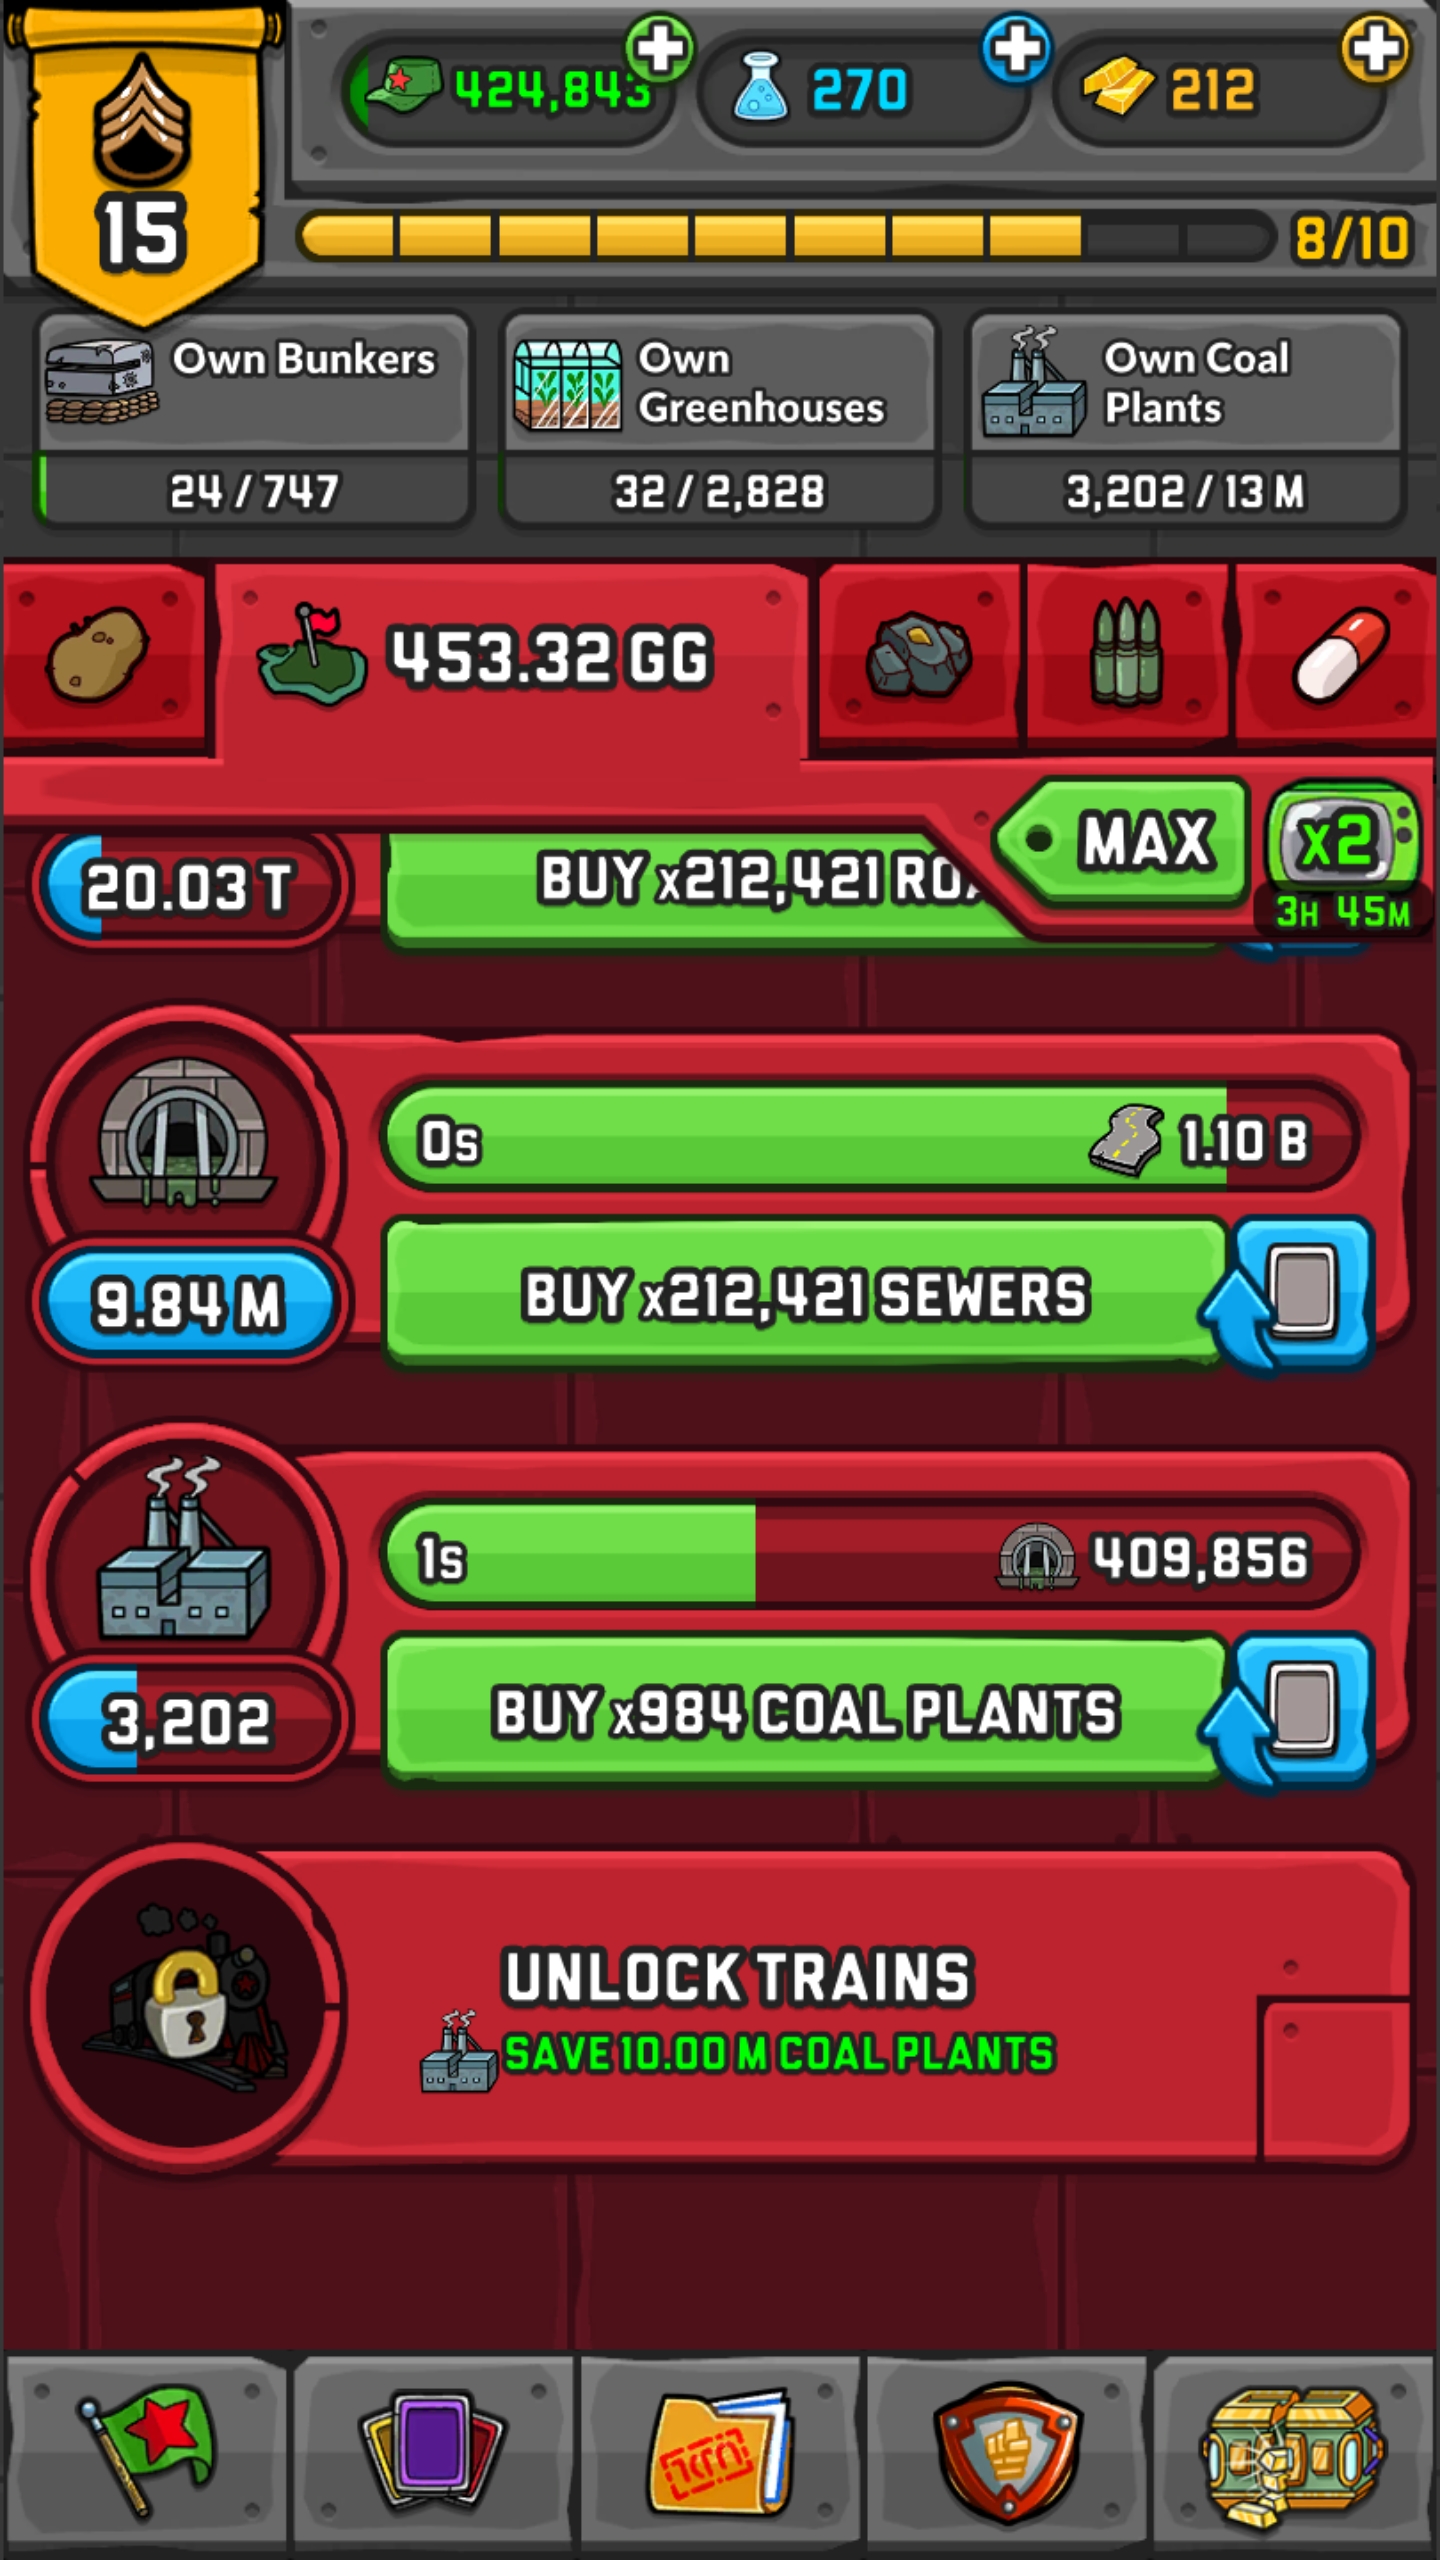 15
424,843
270
212
8/10
Own Bunkers
24 / 747
Own
Greenhouses
32 / 2,828
Own Coal
Plants
3,202 / 13 M
453.32 GG
MAX
x2
3H 45M
20.03 T
BUY x212,421
0s
1.10 B
9.84 M
BUY x212,421 SEWERS
1s
409,856
3,202
BUY x984 COAL PLANTS
UNLOCK TRAINS
SAVE 10.00 M COAL PLANTS